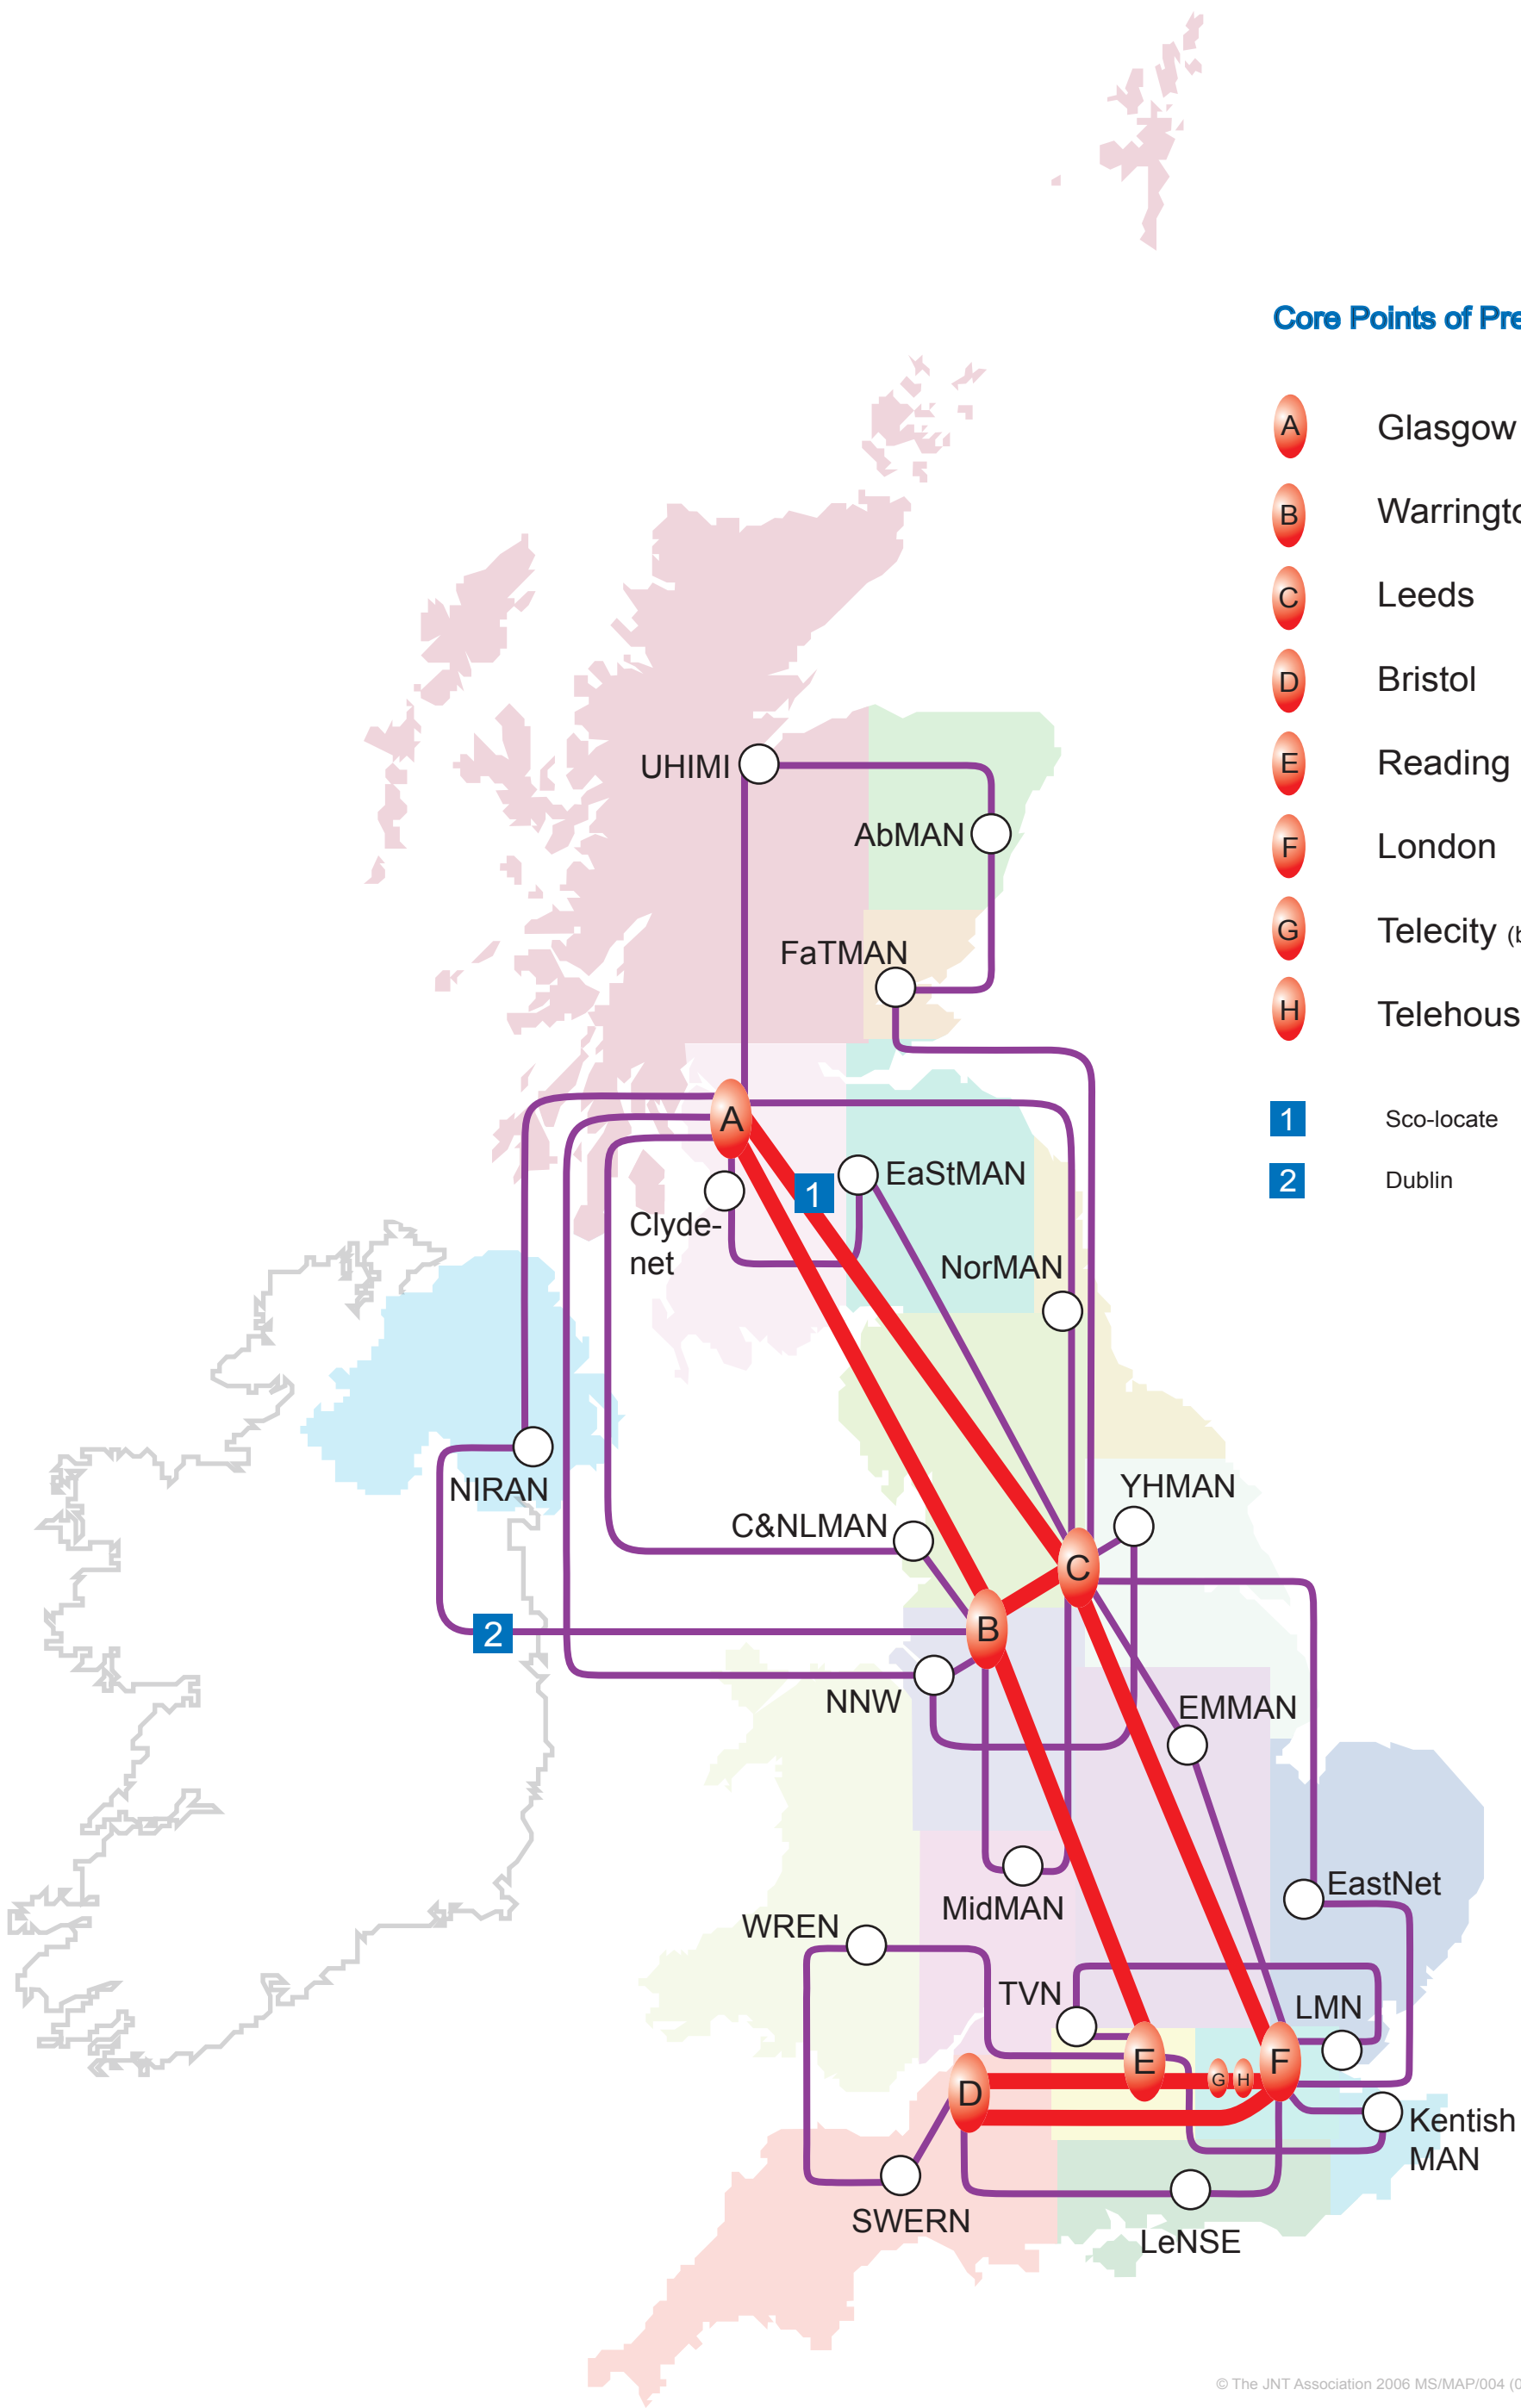 Core Points of Pre
A Glasgow
B Warringto
C Leeds
D Bristol
E Reading
F London
G Telecity (b
H Telehous
1 Sco-locate
2 Dublin
UHIMI
AbMAN
FaTMAN
A
1
EaStMAN
Clyde-
net
NorMAN
NIRAN
YHMAN
C&NLMAN
C
B
2
NNW
EMMAN
EastNet
MidMAN
WREN
TVN
LMN
E
F
G
H
D
Kentish
MAN
SWERN
LeNSE
© The JNT Association 2006 MS/MAP/004 (0